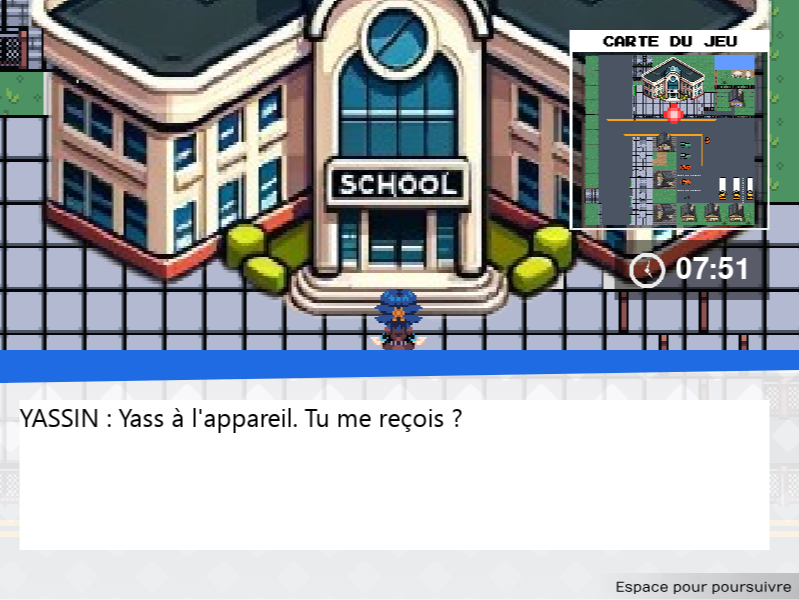 CARTE DU JEU
SCHOOL
07:51
YASSIN : Yass à l'appareil. Tu me reçois ?
Espace pour poursuivre